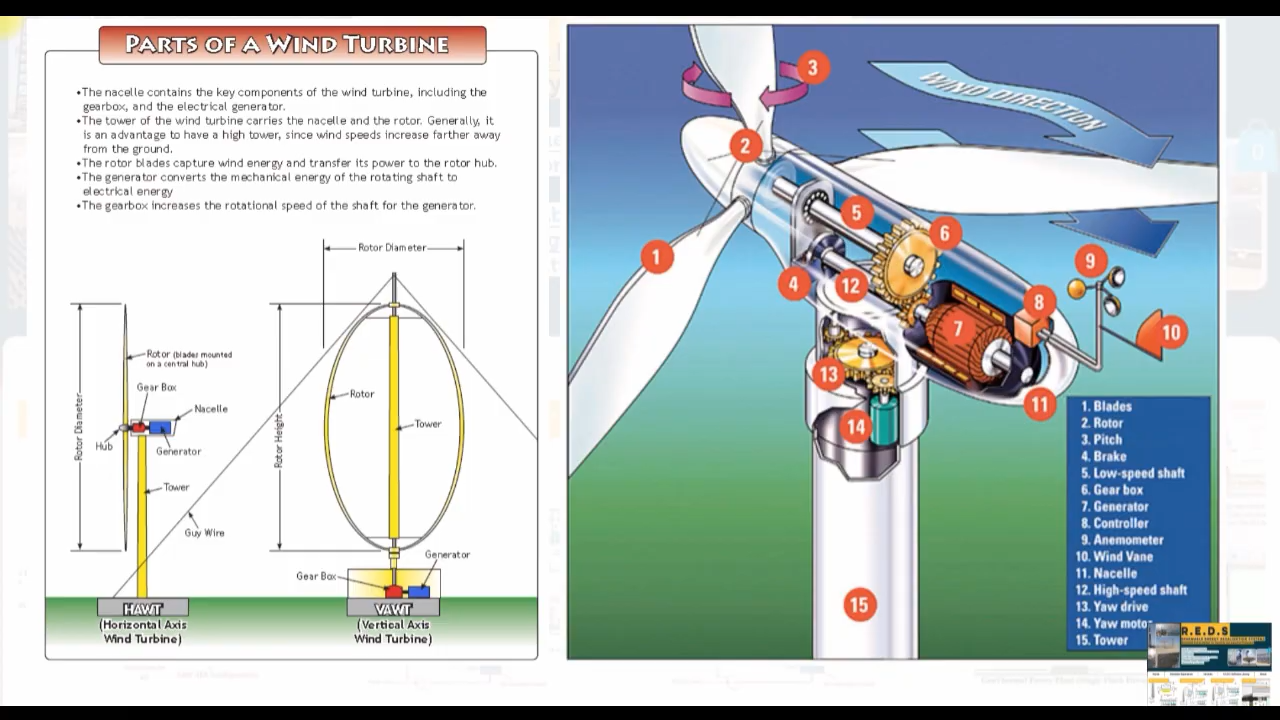 PARTS OF A WIND TURBINE
•The nacelle contains the key components of the wind turbine, including the
gearbox, and the electrical generator.
•The tower of the wind turbine carries the nacelle and the rotor. Generally, it
is an advantage to have a high tower, since wind speeds increase farther away
from the ground.
•The rotor blades capture wind energy and transfer its power to the rotor hub.
•The generator converts the mechanical energy of the rotating shaft to
electrical energy
•The gearbox increases the rotational speed of the shaft for the generator.
Rotor Diameter
Rotor Diameter
Rotor (blades mounted
on a central hub)
Gear Box
Nacelle
Hub
Generator
Tower
Guy Wire
Rotor Height
Rotor
Tower
Generator
Gear Box
HAWT
(Horizontal Axis
Wind Turbine)
VAWT
(Vertical Axis
Wind Turbine)
WIND DIRECTION
3
2
5
6
1
4
12
9
8
7
10
13
11
14
15
1. Blades
2. Rotor
3. Pitch
4. Brake
5. Low-speed shaft
6. Gear box
7. Generator
8. Controller
9. Anemometer
10. Wind Vane
11. Nacelle
12. High-speed shaft
13. Yaw drive
14. Yaw motor
15. Tower
R.E.D.S